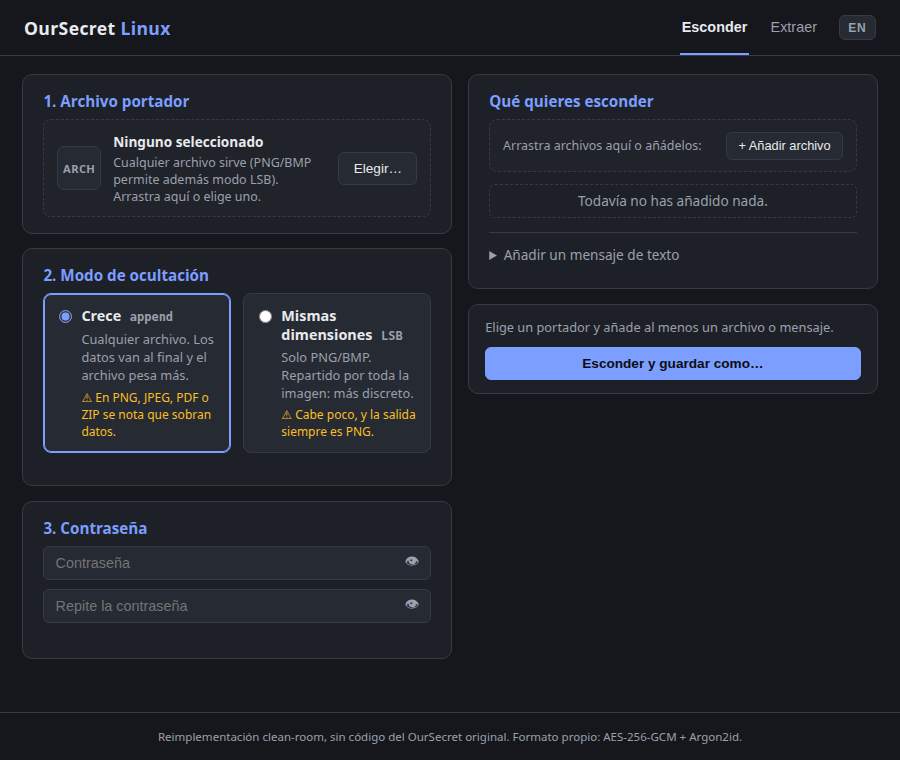 OurSecret Linux
Esconder
Extraer
EN
1. Archivo portador
ARCH
Ninguno seleccionado
Cualquier archivo sirve (PNG/BMP
permite además modo LSB).
Arrastra aquí o elige uno.
Elegir…
2. Modo de ocultación
Crece append
Cualquier archivo. Los
datos van al final y el
archivo pesa más.
⚠ En PNG, JPEG, PDF o
ZIP se nota que sobran
datos.
Mismas
dimensiones LSB
Solo PNG/BMP.
Repartido por toda la
imagen: más discreto.
⚠ Cabe poco, y la salida
siempre es PNG.
3. Contraseña
Contraseña
Repite la contraseña
Qué quieres esconder
Arrastra archivos aquí o añádelos:
+ Añadir archivo
Todavía no has añadido nada.
▶ Añadir un mensaje de texto
Elige un portador y añade al menos un archivo o mensaje.
Esconder y guardar como…
Reimplementación clean-room, sin código del OurSecret original. Formato propio: AES-256-GCM + Argon2id.